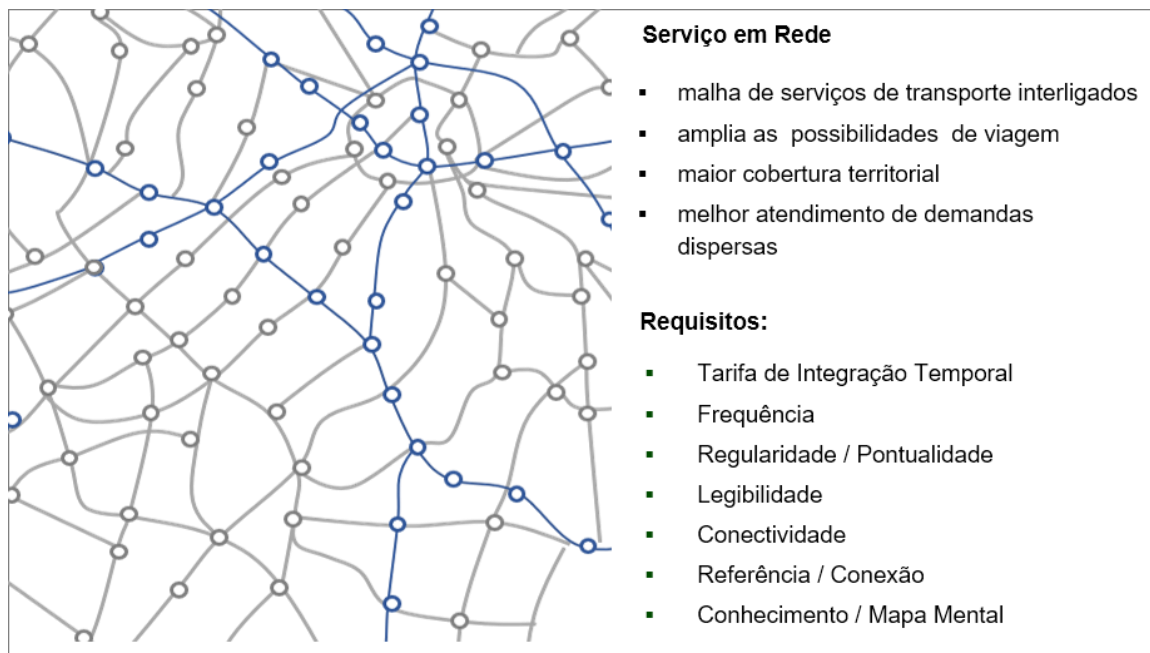 Serviço em Rede
▪ malha de serviços de transporte interligados
▪ amplia as possibilidades de viagem
▪ maior cobertura territorial
▪ melhor atendimento de demandas
dispersas
Requisitos:
▪ Tarifa de Integração Temporal
▪ Frequência
▪ Regularidade / Pontualidade
▪ Legibilidade
▪ Conectividade
▪ Referência / Conexão
▪ Conhecimento / Mapa Mental